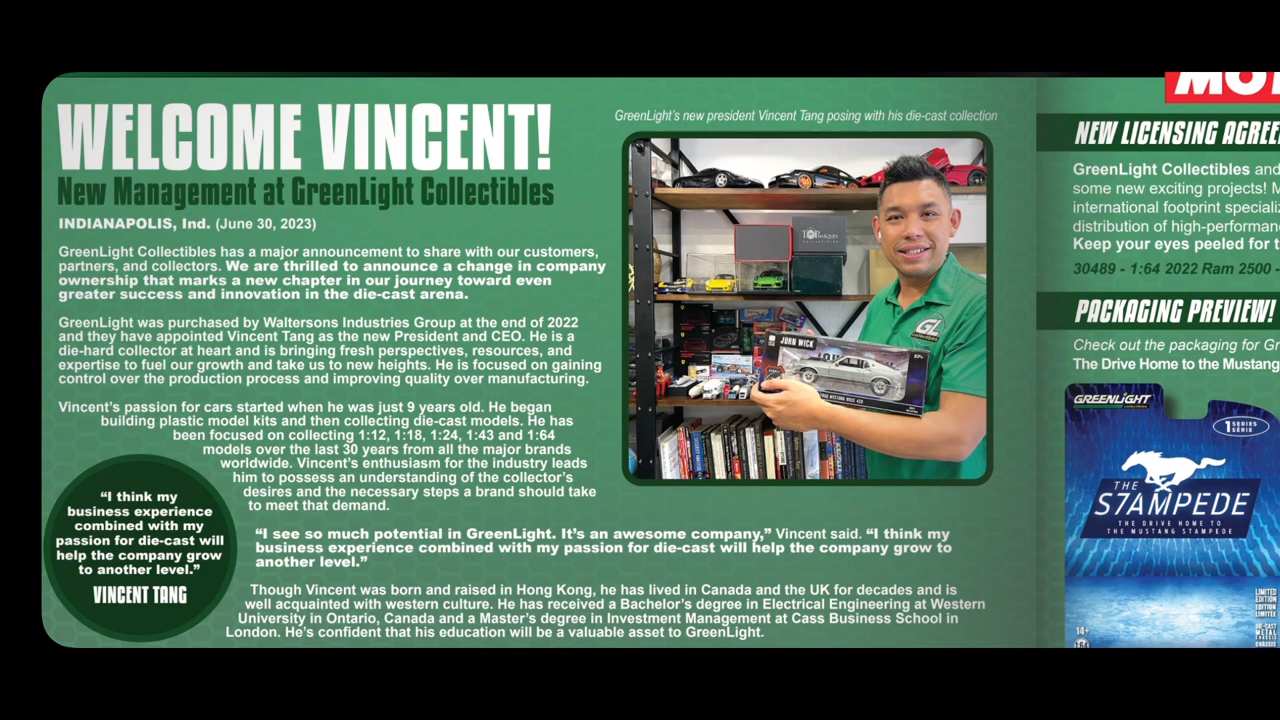 WELCOME VINCENT!
New Management at GreenLight Collectibles
INDIANAPOLIS, Ind. (June 30, 2023)
GreenLight Collectibles has a major announcement to share with our customers,
partners, and collectors. We are thrilled to announce a change in company
ownership that marks a new chapter in our journey toward even
greater success and innovation in the die-cast arena.
GreenLight was purchased by Waltersons Industries Group at the end of 2022
and they have appointed Vincent Tang as the new President and CEO. He is a
die-hard collector at heart and is bringing fresh perspectives, resources, and
expertise to fuel our growth and take us to new heights. He is focused on gaining
control over the production process and improving quality over manufacturing.
Vincent’s passion for cars started when he was just 9 years old. He began
building plastic model kits and then collecting die-cast models. He has
been focused on collecting 1:12, 1:18, 1:24, 1:43 and 1:64
models over the last 30 years from all the major brands
worldwide. Vincent’s enthusiasm for the industry leads
him to possess an understanding of the collector’s
desires and the necessary steps a brand should take
to meet that demand.
“I see so much potential in GreenLight. It’s an awesome company,” Vincent said. “I think my
business experience combined with my passion for die-cast will help the company grow to
another level.”
Though Vincent was born and raised in Hong Kong, he has lived in Canada and the UK for decades and is
well acquainted with western culture. He has received a Bachelor’s degree in Electrical Engineering at Western
University in Ontario, Canada and a Master’s degree in Investment Management at Cass Business School in
London. He’s confident that his education will be a valuable asset to GreenLight.
“I think my
business experience
combined with my
passion for die-cast will
help the company grow
to another level.”
VINCENT TANG
GreenLight’s new president Vincent Tang posing with his die-cast collection
TOP MARQUES
GL
JOHN WICK
NEW LICENSING AGREE
GreenLight Collectibles and
some new exciting projects! M
international footprint specializ
distribution of high-performan
Keep your eyes peeled for t
30489 - 1:64 2022 Ram 2500 -
PACKAGING PREVIEW!
Check out the packaging for Gr
The Drive Home to the Mustang
GREENLIGHT
1 SERIES
SÉRIE
THE
STAMPEDE
THE DRIVE HOME TO
THE MUSTANG STAMPEDE
LIMITED
EDITION
EDITION
LIMITÉE
DIE-CAST
METAL
CHASSIS
14+
1:64